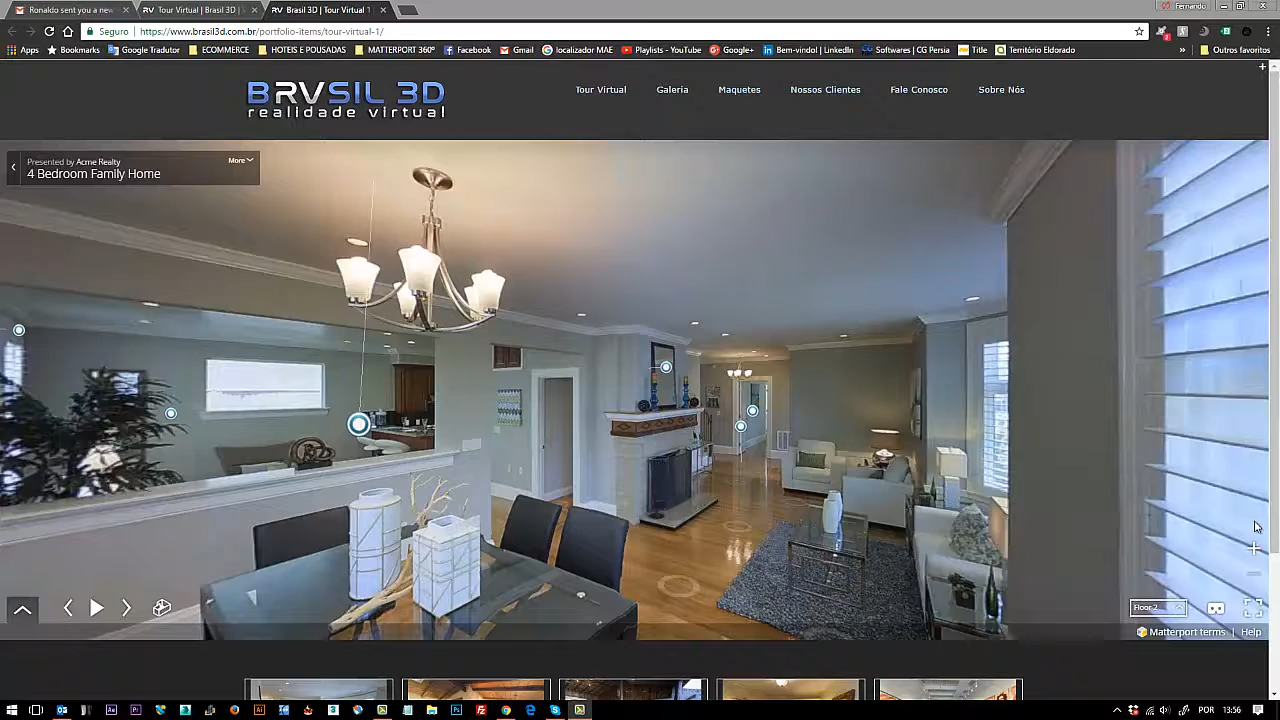 Ronaldo sent you a new
RV Tour Virtual | Brasil 3D |
RV Brasil 3D | Tour Virtual 1
Fernando
Seguro
https://www.brasil3d.com.br/portfolio-items/tour-virtual-1/
Apps
Bookmarks
Google Tradutor
ECOMMERCE
HOTEIS E POUSADAS
MATTERPORT 360º
Facebook
Gmail
localizador MAE
Playlists - YouTube
Google+
Bem-vindo! | LinkedIn
Softwares | CG Persia
Title
Território Eldorado
»
Outros favoritos
BRVSIL 3D
realidade virtual
Tour Virtual
Galeria
Maquetes
Nossos Clientes
Fale Conosco
Sobre Nós
Presented by Acme Realty
More
4 Bedroom Family Home
Floor 2
Matterport terms | Help
POR
13:56